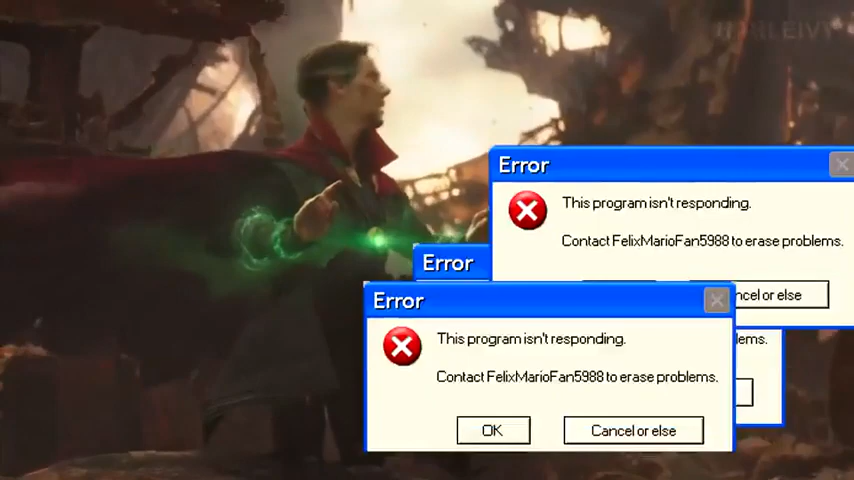 Error
This program isn't responding.
Contact FelixMarioFan5988 to erase problems.
ncel or else
Error
lems.
Error
This program isn't responding.
Contact FelixMarioFan5988 to erase problems.
OK
Cancel or else